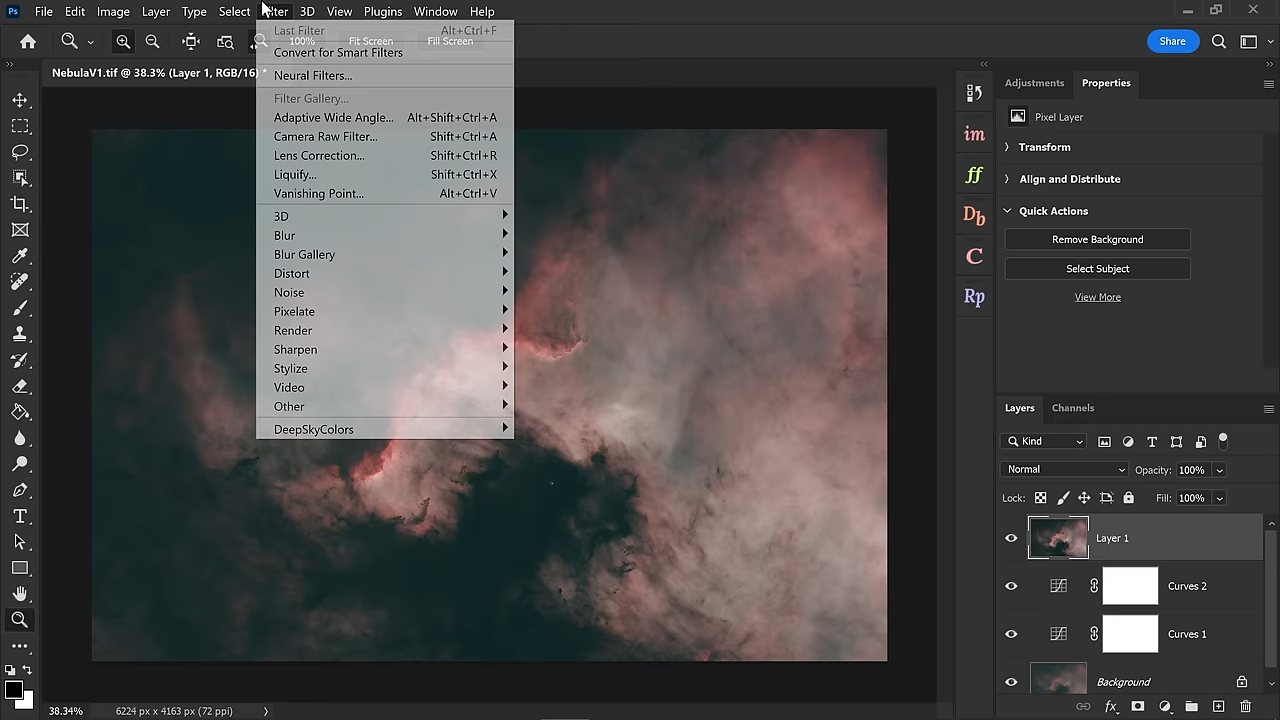 Ps File Edit Image Layer Type Select Filter 3D View Plugins Window Help
100% Fit Screen Fill Screen Share
NebulaV1.tif @ 38.3% (Layer 1, RGB/16) *
Last Filter Alt+Ctrl+F
Convert for Smart Filters
Neural Filters...
Filter Gallery...
Adaptive Wide Angle... Alt+Shift+Ctrl+A
Camera Raw Filter... Shift+Ctrl+A
Lens Correction... Shift+Ctrl+R
Liquify... Shift+Ctrl+X
Vanishing Point... Alt+Ctrl+V
3D
Blur
Blur Gallery
Distort
Noise
Pixelate
Render
Sharpen
Stylize
Video
Other
DeepSkyColors
im
ff
Db
C
Rp
Adjustments Properties
Pixel Layer
Transform
Align and Distribute
Quick Actions
Remove Background
Select Subject
View More
Layers Channels
Kind
Normal Opacity: 100%
Lock: Fill: 100%
Layer 1
Curves 2
Curves 1
Background
fx
38.34% 6224 px x 4163 px (72 ppi)